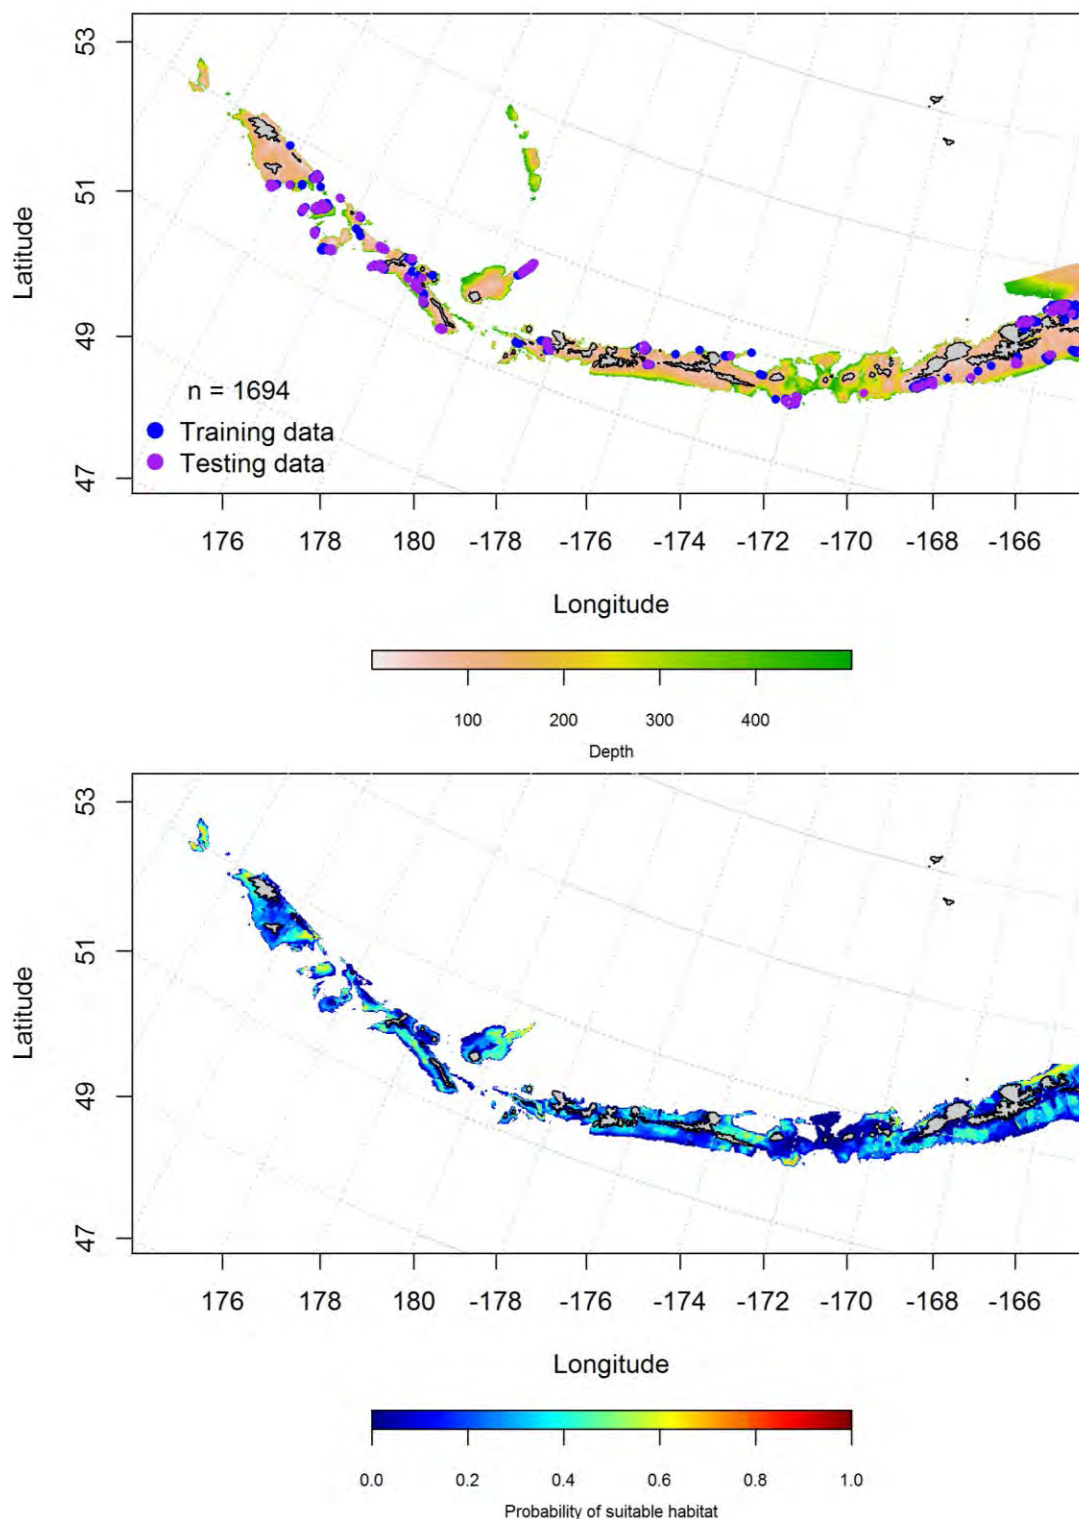 53
51
49
47
Latitude
n = 1694
Training data
Testing data
176 178 180 -178 -176 -174 -172 -170 -168 -166
Longitude
100 200 300 400
Depth
53
51
49
47
Latitude
176 178 180 -178 -176 -174 -172 -170 -168 -166
Longitude
0.0 0.2 0.4 0.6 0.8 1.0
Probability of suitable habitat